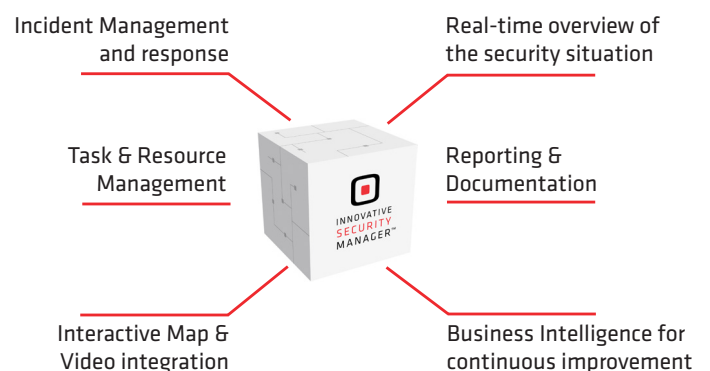 Incident Management
and response
Real-time overview of
the security situation
Task & Resource
Management
Reporting &
Documentation
INNOVATIVE
SECURITY
MANAGER™
Interactive Map &
Video integration
Business Intelligence for
continuous improvement